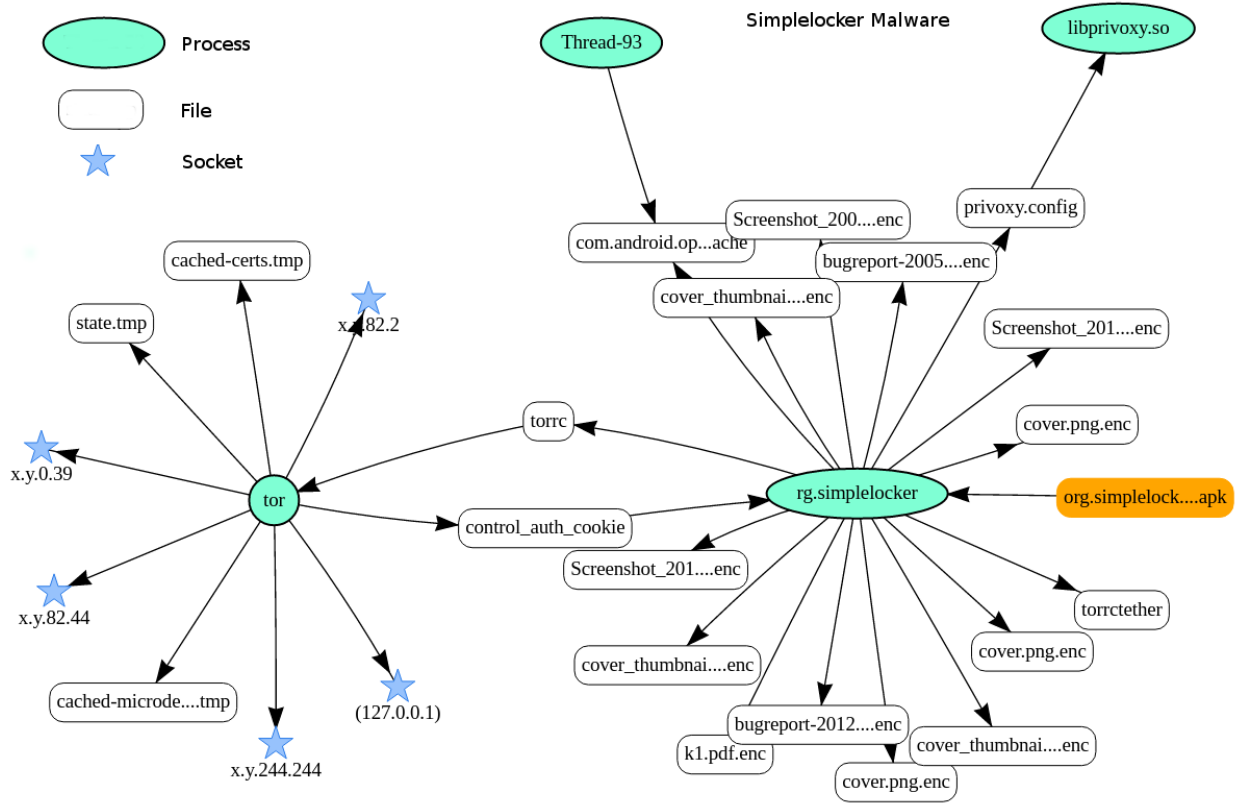 Simplelocker Malware
Process
File
Socket
Thread-93
libprivoxy.so
privoxy.config
Screenshot_200....enc
com.android.op...ache
bugreport-2005....enc
cover_thumbnai....enc
Screenshot_201....enc
cached-certs.tmp
state.tmp
82.2
torrc
cover.png.enc
x.y.0.39
tor
rg.simplelocker
org.simplelock....apk
control_auth_cookie
Screenshot_201....enc
x.y.82.44
torrctether
cover_thumbnai....enc
cover.png.enc
cached-microde....tmp
(127.0.0.1)
bugreport-2012....enc
k1.pdf.enc
cover_thumbnai....enc
x.y.244.244
cover.png.enc